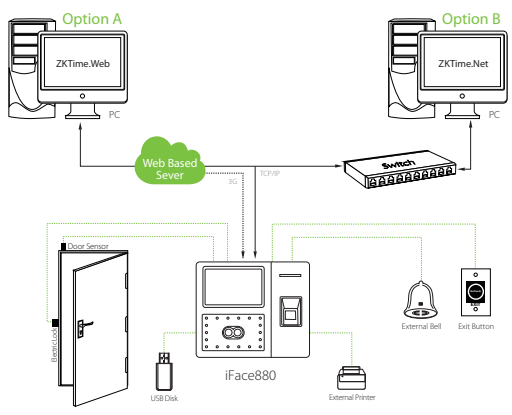 Option A
Option B
ZKTime.Web
ZKTime.Net
PC
PC
Web Based
Sever
Switch
3G
TCP/IP
Door Sensor
Electric Lock
External Bell
EXIT
Exit Button
iFace880
USB Disk
External Printer